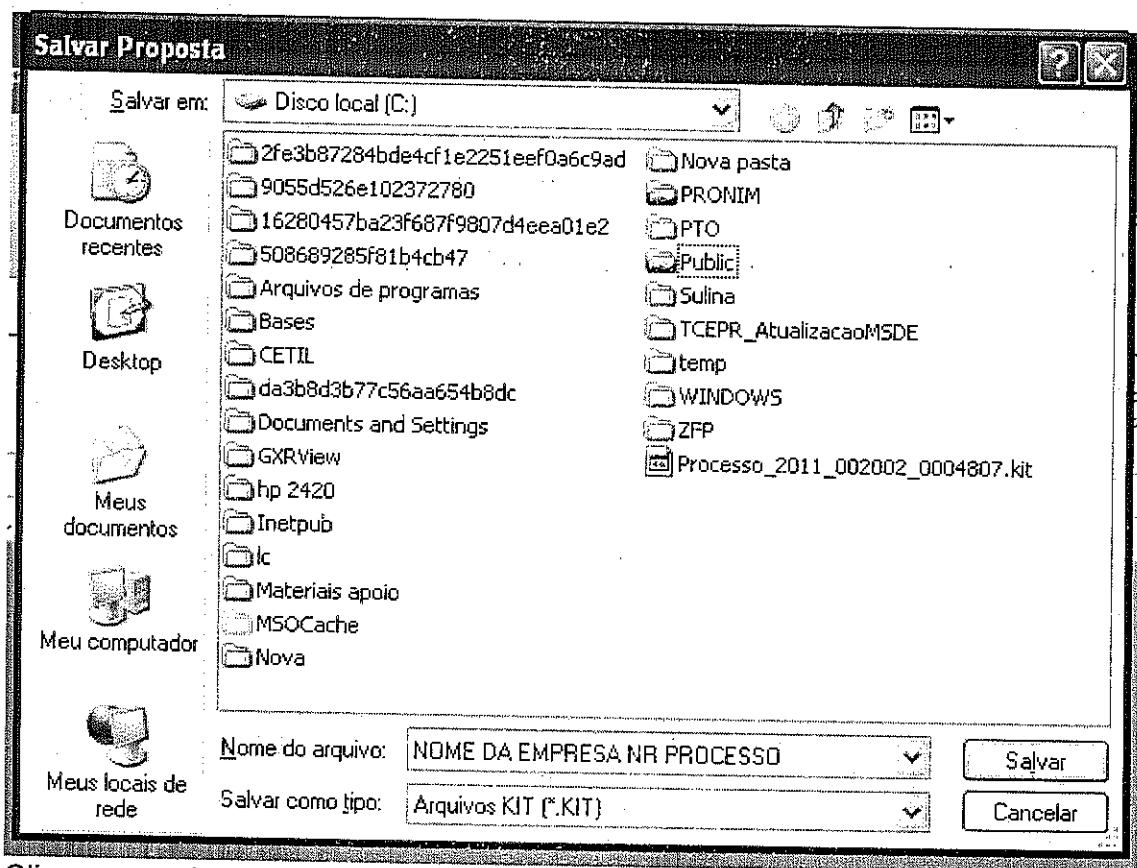 Salvar Proposta
Salvar em: Disco local (C:)
Documentos recentes
Desktop
Meus documentos
Meu computador
Meus locais de rede
2fe3b87284bde4cf1e2251eef0a6c9ad
9055d526e102372780
16280457ba23f687f9807d4eea01e2
508689285f81b4cb47
Arquivos de programas
Bases
CETIL
da3b8d3b77c56aa654b8dc
Documents and Settings
GXRView
hp 2420
Inetpub
lc
Materiais apoio
MSOCache
Nova
Nova pasta
PRONIM
PTO
Public
Sulina
TCEPR_AtualizacaoMSDE
temp
WINDOWS
ZFP
Processo_2011_002002_0004807.kit
Nome do arquivo: NOME DA EMPRESA NR PROCESSO
Salvar
Salvar como tipo: Arquivos KIT (*.KIT)
Cancelar